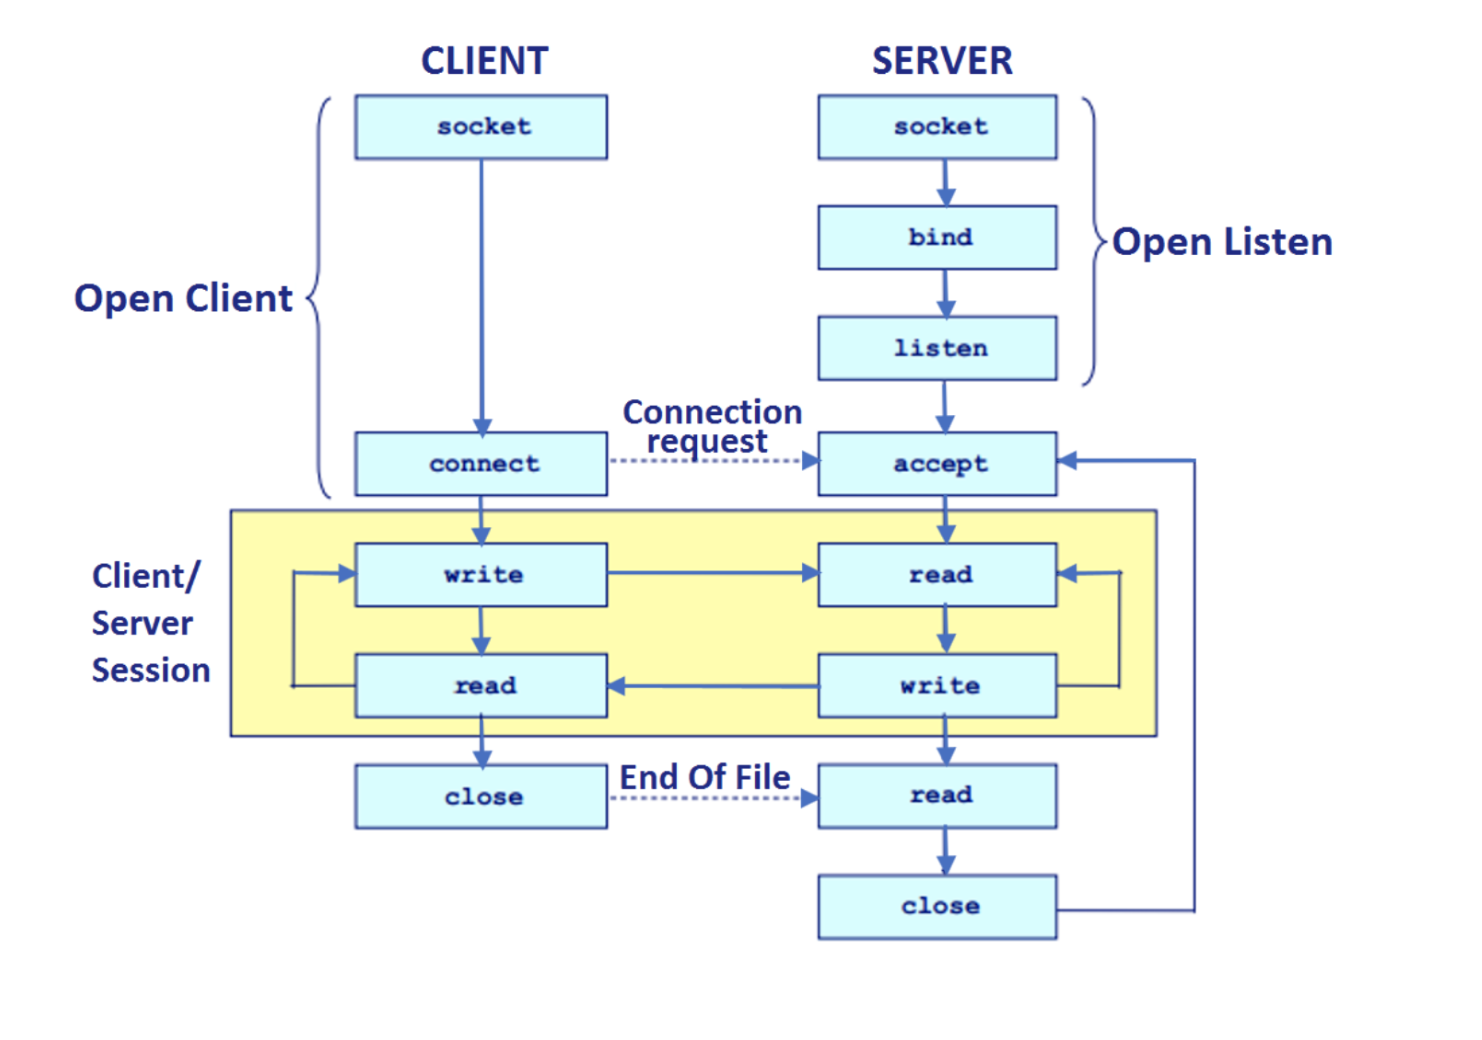 CLIENT
SERVER
socket
socket
bind
Open Listen
Open Client
listen
Connection
request
connect
accept
Client/
Server
Session
write
read
read
write
End Of File
close
read
close